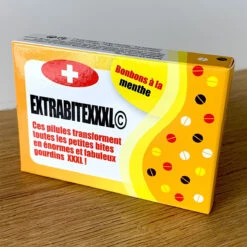 Bonbons à la
menthe
EXTRABITEXXXL©
Ces pilules transforment
toutes les petites bites
en énormes et fabuleux
gourdins XXXL !